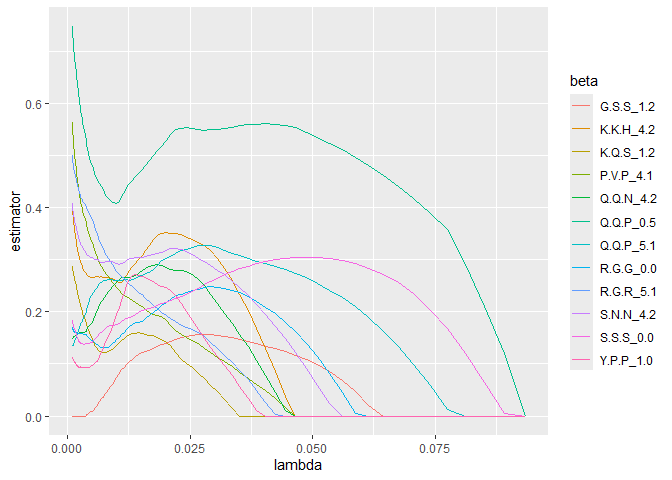 beta
G.S.S_1.2
K.K.H_4.2
K.Q.S_1.2
P.V.P_4.1
Q.Q.N_4.2
Q.Q.P_0.5
Q.Q.P_5.1
R.G.G_0.0
R.G.R_5.1
S.N.N_4.2
S.S.S_0.0
Y.P.P_1.0
estimator
0.6
0.4
0.2
0.0
0.000 0.025 0.050 0.075
lambda